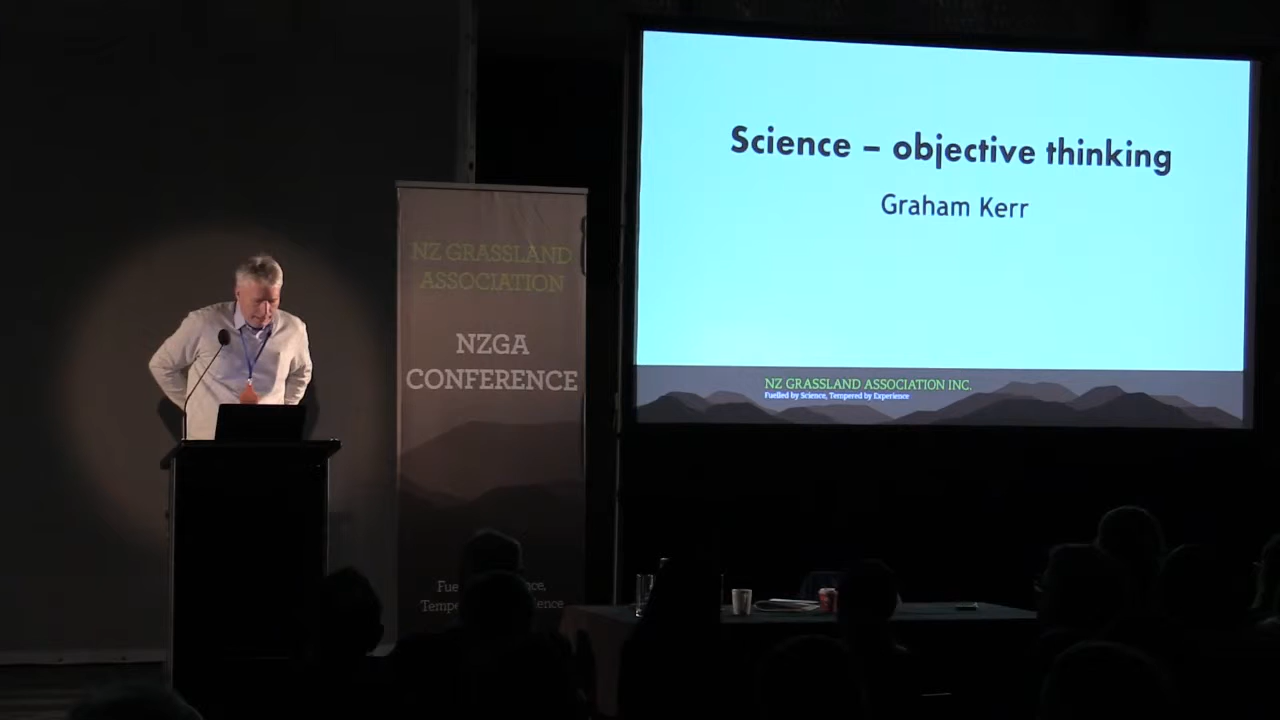 NZ GRASSLAND
ASSOCIATION
NZGA
CONFERENCE
Science – objective thinking
Graham Kerr
NZ GRASSLAND ASSOCIATION INC.
Fuelled by Science, Tempered by Experience